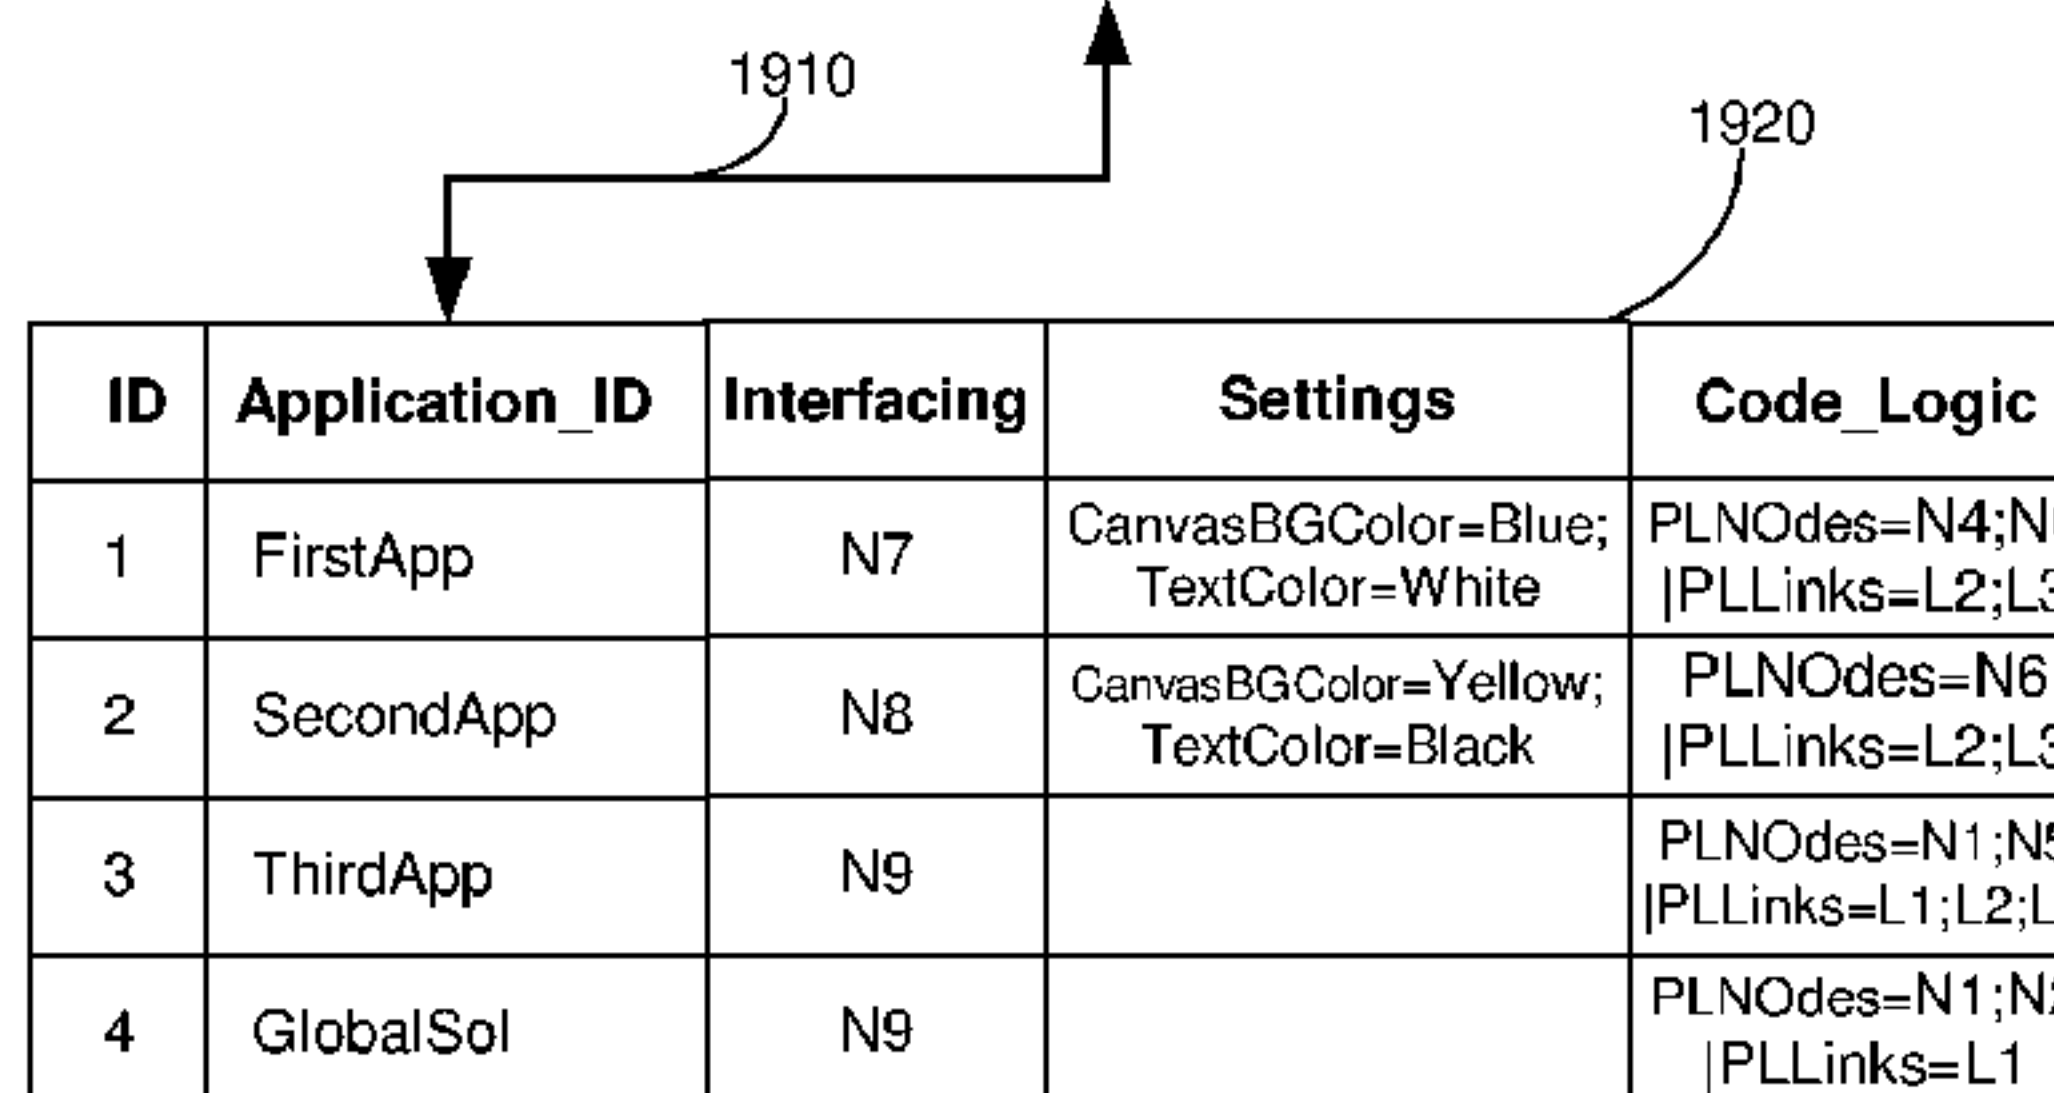 1910
1920
ID Application_ID Interfacing Settings Code_Logic
1 FirstApp N7 CanvasBGColor=Blue; TextColor=White PLNOdes=N4; |PLLinks=L2;
2 SecondApp N8 CanvasBGColor=Yellow; TextColor=Black PLNOdes=N6 |PLLinks=L2;
3 ThirdApp N9 PLNOdes=N1; |PLLinks=L1;L2;
4 GlobalSol N9 PLNOdes=N1; |PLLinks=L1